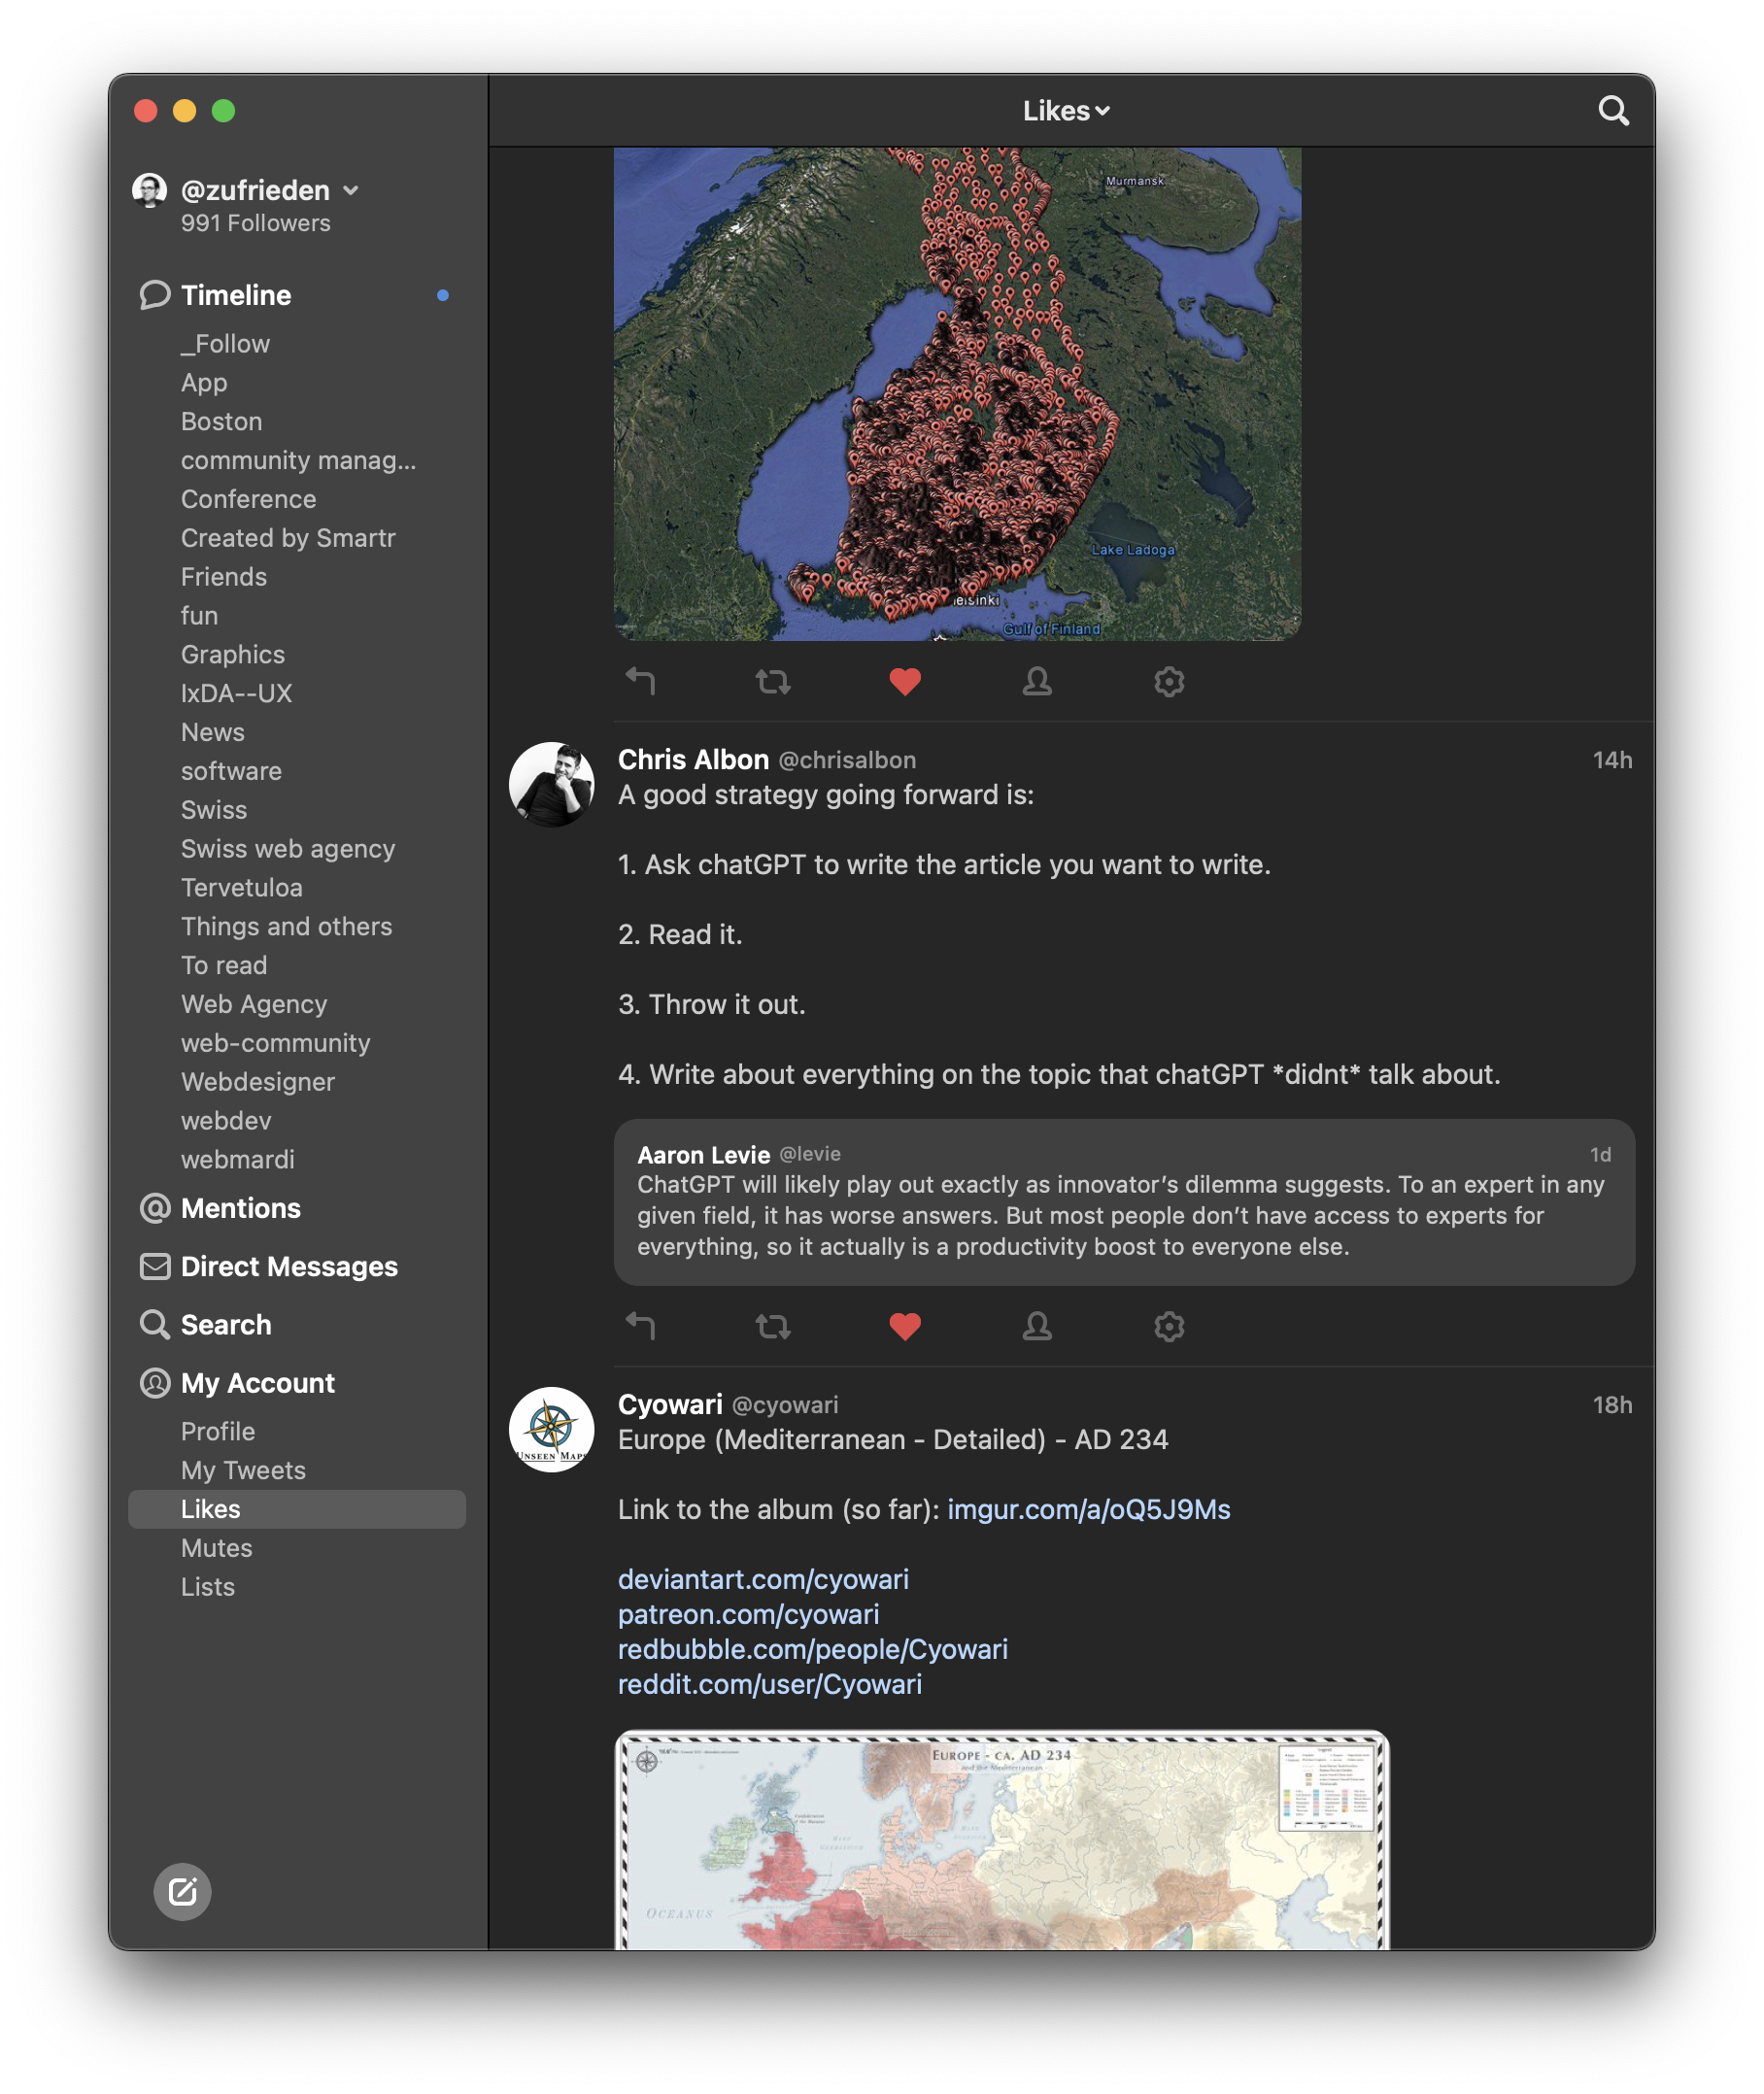 Likes
@zufrieden
991 Followers
Timeline
_Follow
App
Boston
community manag...
Conference
Created by Smartr
Friends
fun
Graphics
IxDA--UX
News
software
Swiss
Swiss web agency
Tervetuloa
Things and others
To read
Web Agency
web-community
Webdesigner
webdev
webmardi
Mentions
Direct Messages
Search
My Account
Profile
My Tweets
Likes
Mutes
Lists
Murmansk
Lake Ladoga
elsinki
Gulf of Finland
Chris Albon @chrisalbon 14h
A good strategy going forward is:
1. Ask chatGPT to write the article you want to write.
2. Read it.
3. Throw it out.
4. Write about everything on the topic that chatGPT *didnt* talk about.
Aaron Levie @levie 1d
ChatGPT will likely play out exactly as innovator’s dilemma suggests. To an expert in any
given field, it has worse answers. But most people don’t have access to experts for
everything, so it actually is a productivity boost to everyone else.
UNSEEN MAPS
Cyowari @cyowari 18h
Europe (Mediterranean - Detailed) - AD 234
Link to the album (so far): imgur.com/a/oQ5J9Ms
deviantart.com/cyowari
patreon.com/cyowari
redbubble.com/people/Cyowari
reddit.com/user/Cyowari
EUROPE - CA. AD 234
and the Mediterranean
OCEANUS